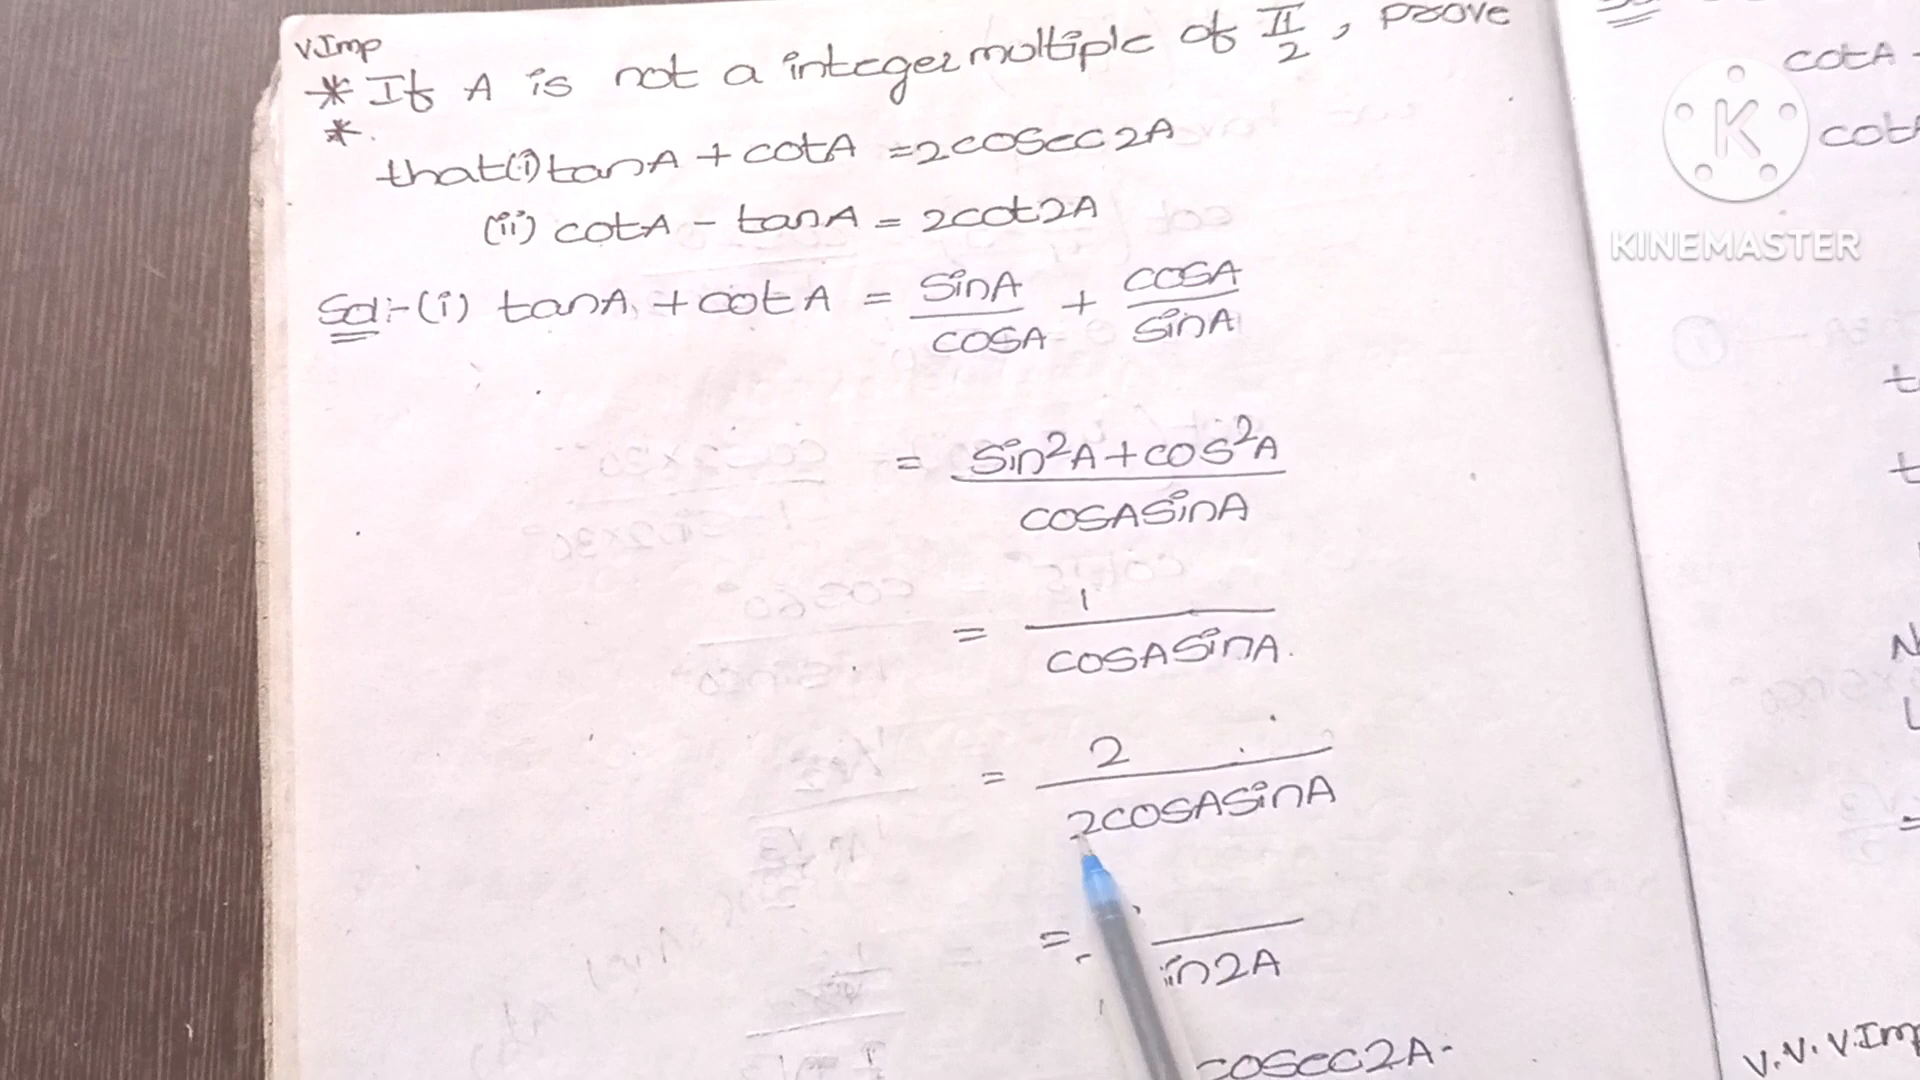 V.Imp
* If A is not a integer multiple of π/2, prove
*
that (i) tanA + cotA = 2cosec2A
(ii) cotA - tanA = 2cot2A
Sol:- (i) tanA + cotA = sinA/cosA + cosA/sinA
= sin²A+cos²A/cosAsinA
= 1/cosAsinA.
= 2/2cosAsinA
= in2A
cosec2A.
cotA
K
KINEMASTER
V.V.V.Imp